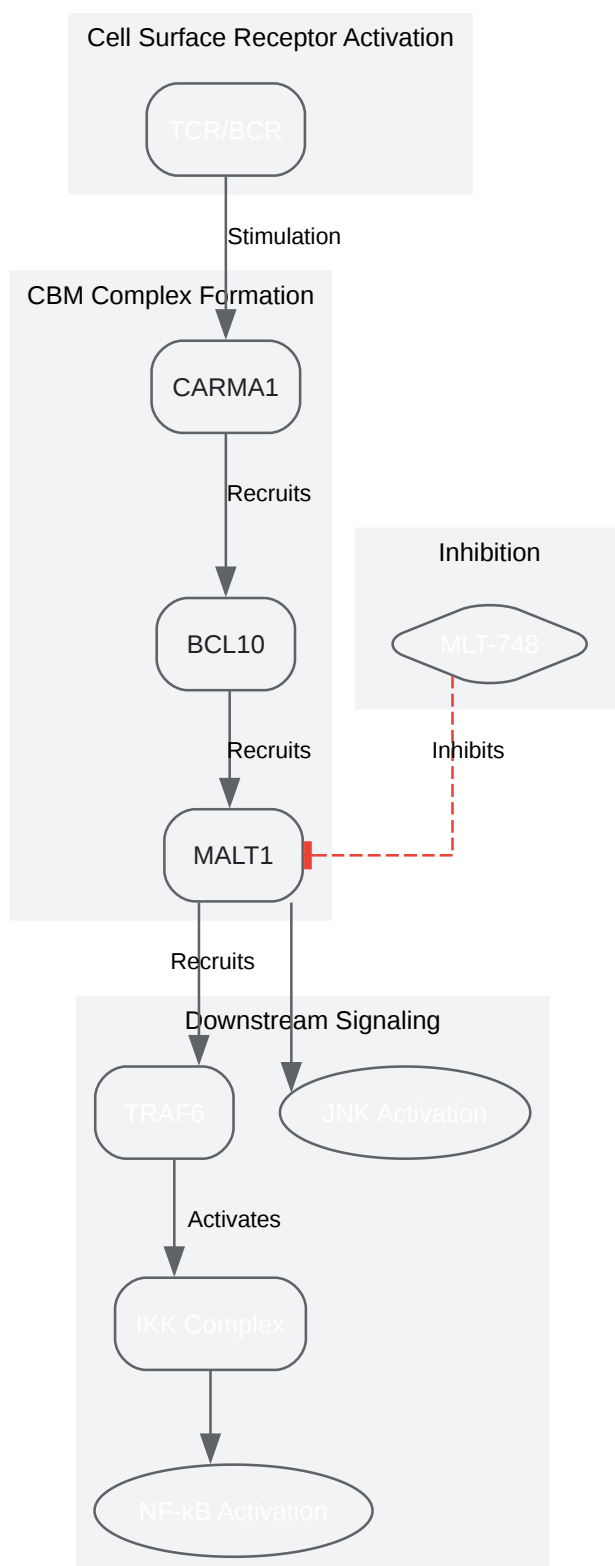 Cell Surface Receptor Activation
TCR/BCR
Stimulation
CBM Complex Formation
CARMA1
Recruits
BCL10
Inhibition
MLT-748
Recruits
Inhibits
MALT1
Recruits
Downstream Signaling
TRAF6
JNK Activation
Activates
IKK Complex
NF-κB Activation